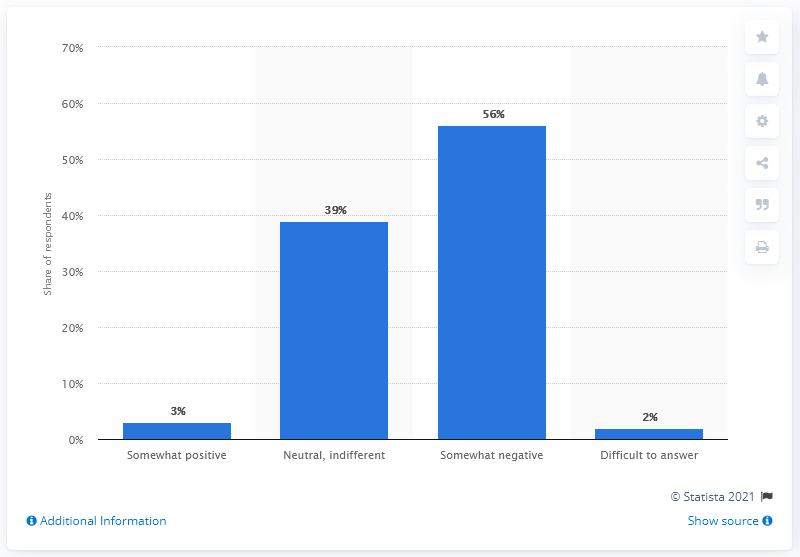 70%
60%
50%
40%
30%
20%
10%
0%
Share of respondents
3%
39%
56%
2%
Somewhat positive
Neutral, indifferent
Somewhat negative
Difficult to answer
© Statista 2021
Additional Information
Show source